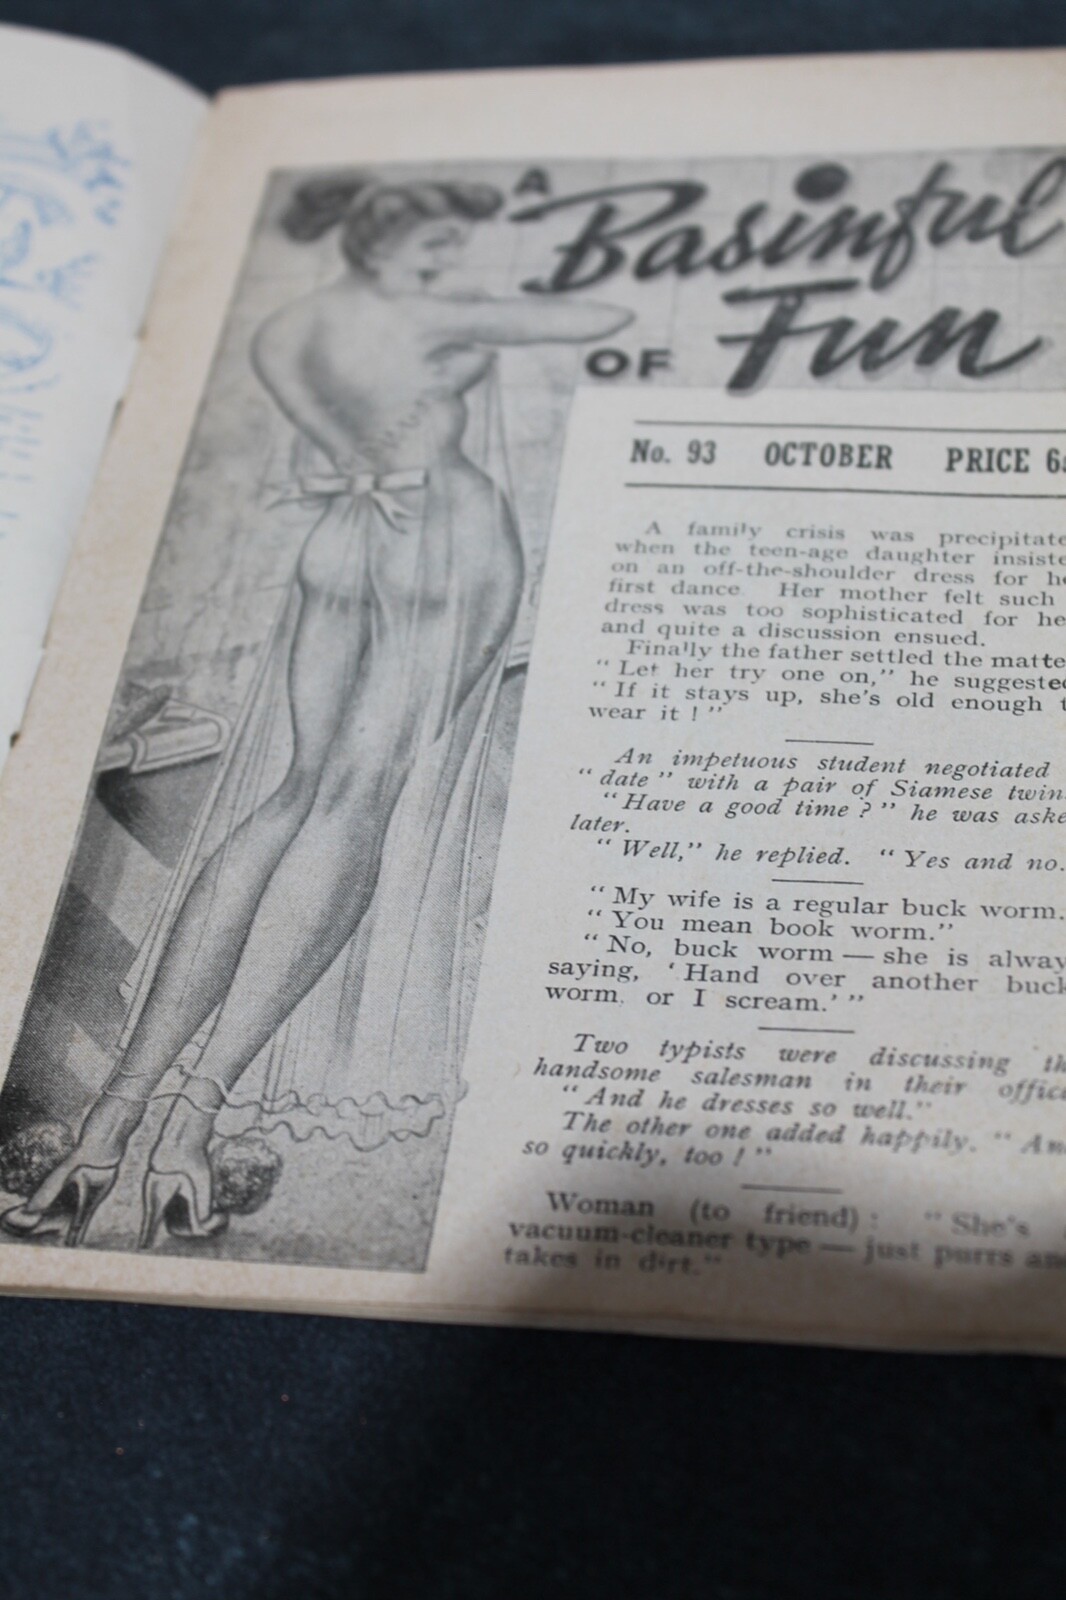 A Basinful
OF Fun
No. 93 OCTOBER PRICE
A family crisis was
when the teen-age daughter
on an off-the-shoulder dress for
first dance. Her mother felt such
dress was too sophisticated for
and quite a discussion ensued.
Finally the father settled the
" Let her try one on," he suggested
" If it stays up, she's old enough
wear it ! "
An impetuous student negotiated
" date " with a pair of Siamese
" Have a good time ? " he was
later.
" Well," he replied. " Yes and no.
" My wife is a regular buck worm.
" You mean book worm."
" No, buck worm — she is
saying, ' Hand over another buck
worm, or I scream.' "
Two typists were discussing
handsome salesman in their
" And he dresses so well."
The other one added happily. "
so quickly, too ! "
Woman (to friend) : " She's
vacuum-cleaner type — just purrs
takes in dirt."